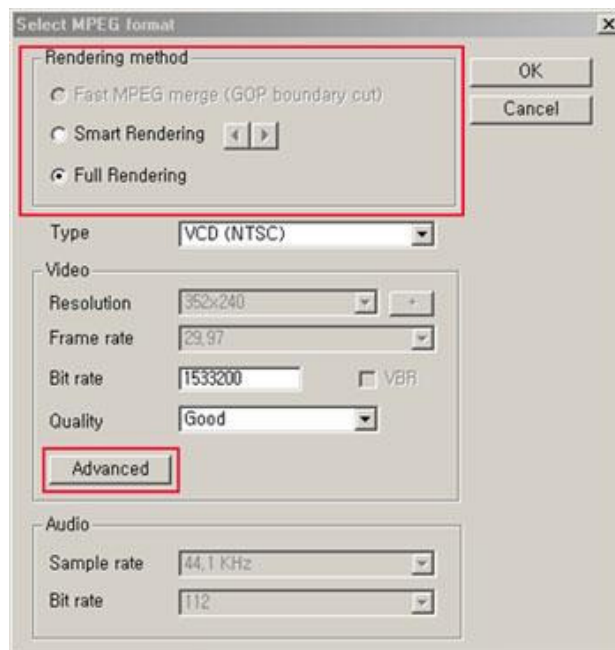 Select MPEG format
Rendering method
OK
Fast MPEG merge (GOP boundary cut)
Cancel
Smart Rendering
Full Rendering
Type VCD (NTSC)
Video
Resolution 352x240 +
Frame rate 29,97
Bit rate 1533200 VBR
Quality Good
Advanced
Audio
Sample rate 44,1 KHz
Bit rate 112